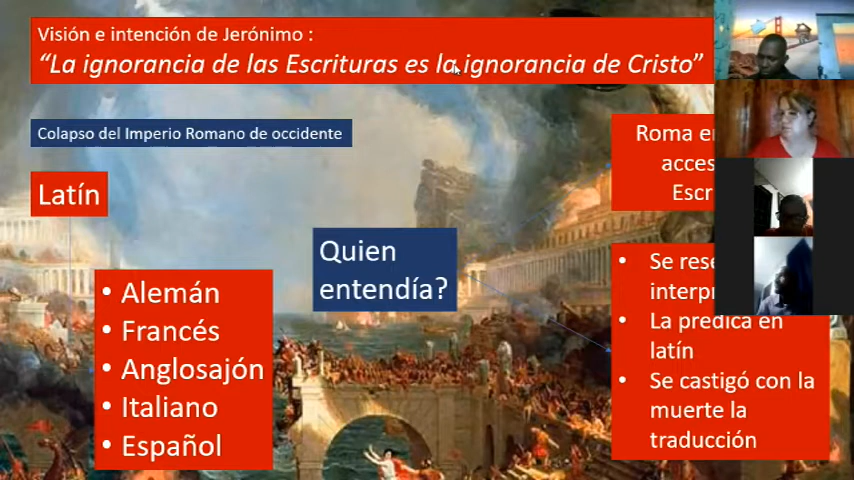 Visión e intención de Jerónimo :
“La ignorancia de las Escrituras es la ignorancia de Cristo”
Colapso del Imperio Romano de occidente
Latín
• Alemán
• Francés
• Anglosajón
• Italiano
• Español
Quien
entendía?
Roma
• Se
• La prédica en
latín
• Se castigó con la
muerte la
traducción